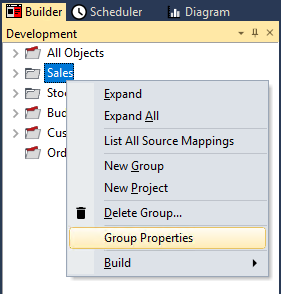 Builder Scheduler Diagram
Development
All Objects
Sales
Stoc
Expand
Bud
Expand All
Cus
List All Source Mappings
Ord
New Group
New Project
Delete Group...
Group Properties
Build